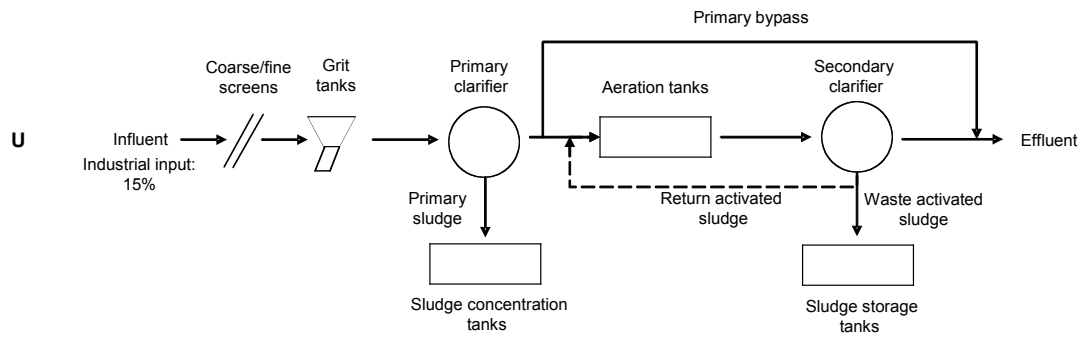 Primary bypass
Coarse/fine
screens
Grit
tanks
Primary
clarifier
Aeration tanks
Secondary
clarifier
U
Influent
Industrial input:
15%
Effluent
Primary
sludge
Return activated
sludge
Waste activated
sludge
Sludge concentration
tanks
Sludge storage
tanks